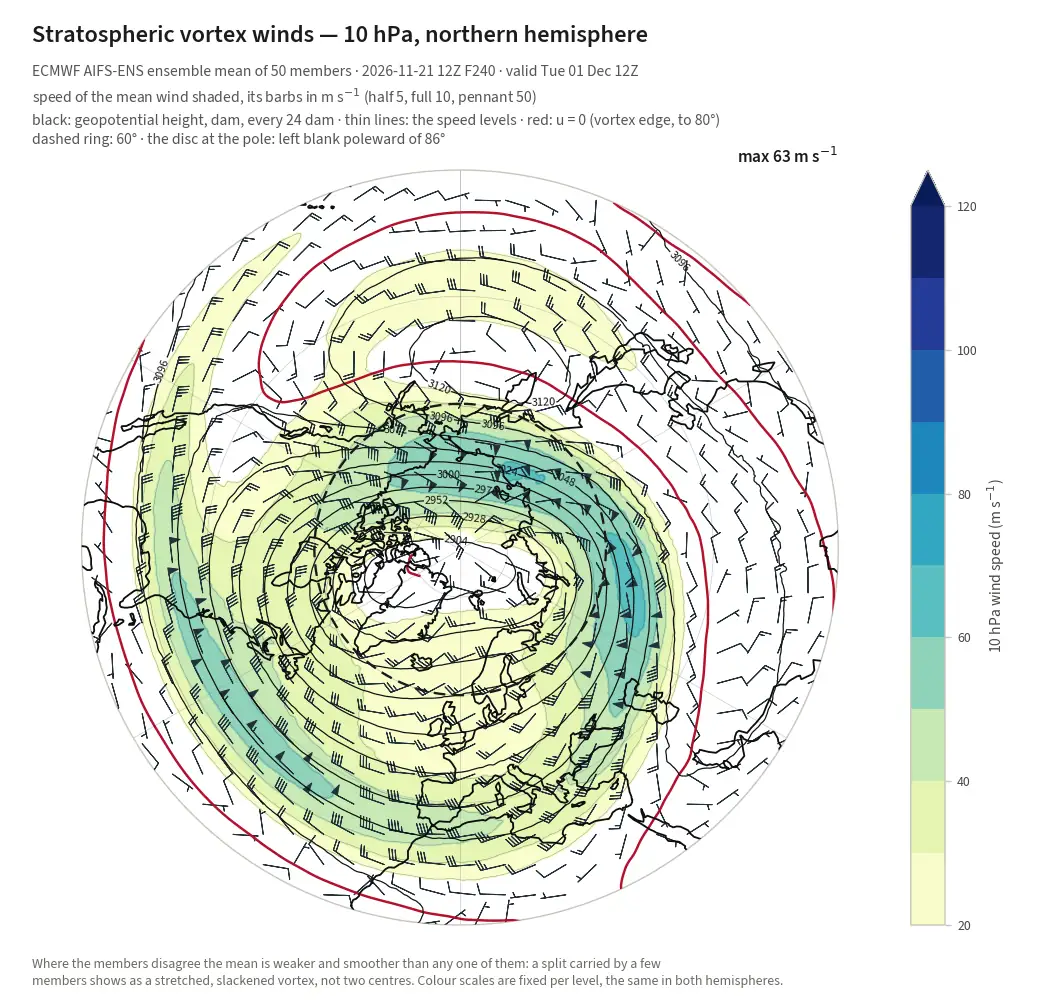 Stratospheric vortex winds — 10 hPa, northern hemisphere
ECMWF AIFS-ENS ensemble mean of 50 members · 2026-11-21 12Z F240 · valid Tue 01 Dec 12Z
speed of the mean wind shaded, its barbs in m s⁻¹ (half 5, full 10, pennant 50)
black: geopotential height, dam, every 24 dam · thin lines: the speed levels · red: u = 0 (vortex edge, to 80°)
dashed ring: 60° · the disc at the pole: left blank poleward of 86°
max 63 m s⁻¹
120
100
80
60
40
20
10 hPa wind speed (m s⁻¹)
3096
3096
3120
3120
3096
3096
3000
3048
2952
2928
2904
Where the members disagree the mean is weaker and smoother than any one of them: a split carried by a few
members shows as a stretched, slackened vortex, not two centres. Colour scales are fixed per level, the same in both hemispheres.